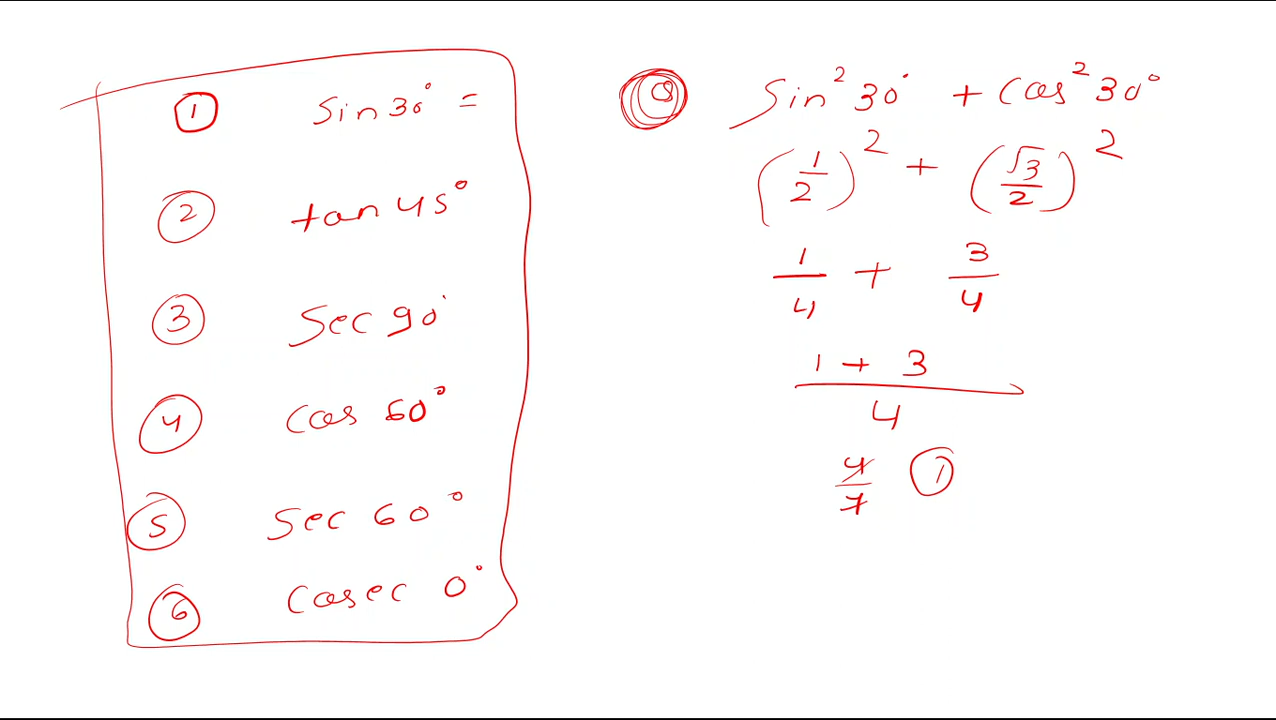 ① sin 30° =
② tan 45°
③ Sec 90°
④ Cos 60°
⑤ Sec 60°
⑥ Cosec 0°
Q Sin² 30° + Cos² 30°
(1/2)² + (√3/2)²
1/4 + 3/4
1 + 3
4
4/4 ①